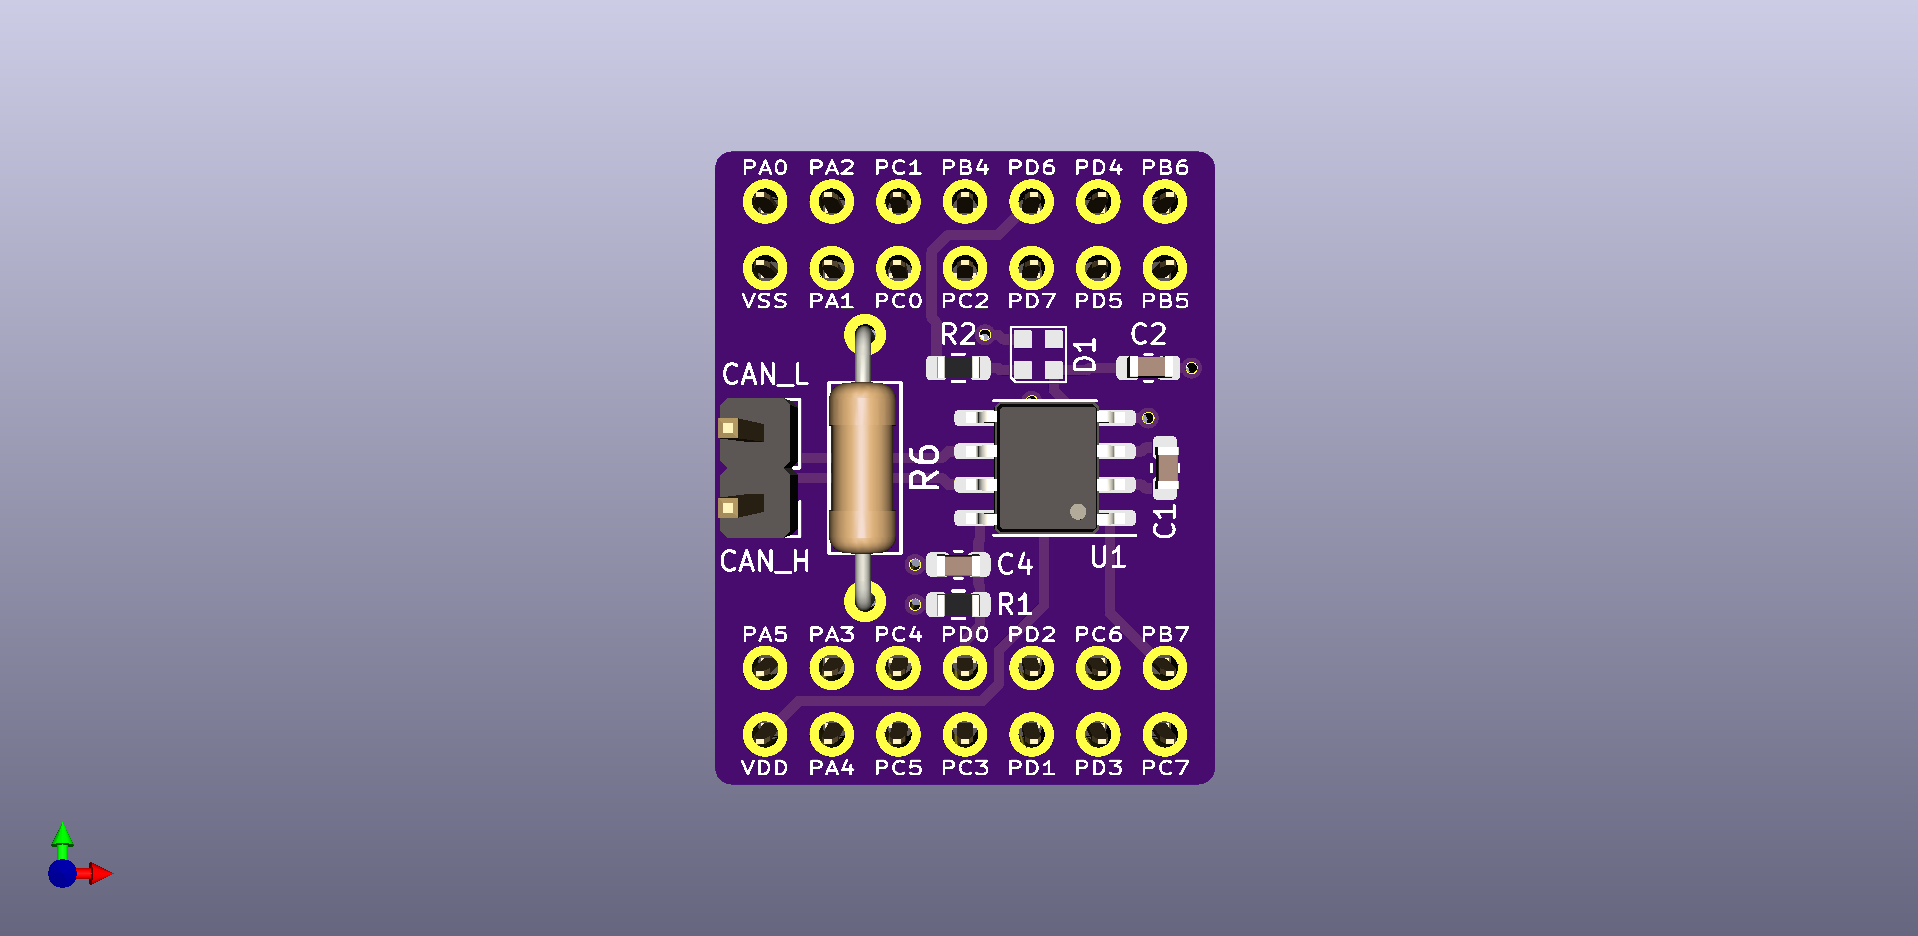 PA0 PA2 PC1 PB4 PD6 PD4 PB6
VSS PA1 PC0 PC2 PD7 PD5 PB5
R2 D1 C2
CAN_L
R6
C1
CAN_H
U1
C4
R1
PA5 PA3 PC4 PD0 PD2 PC6 PB7
VDD PA4 PC5 PC3 PD1 PD3 PC7